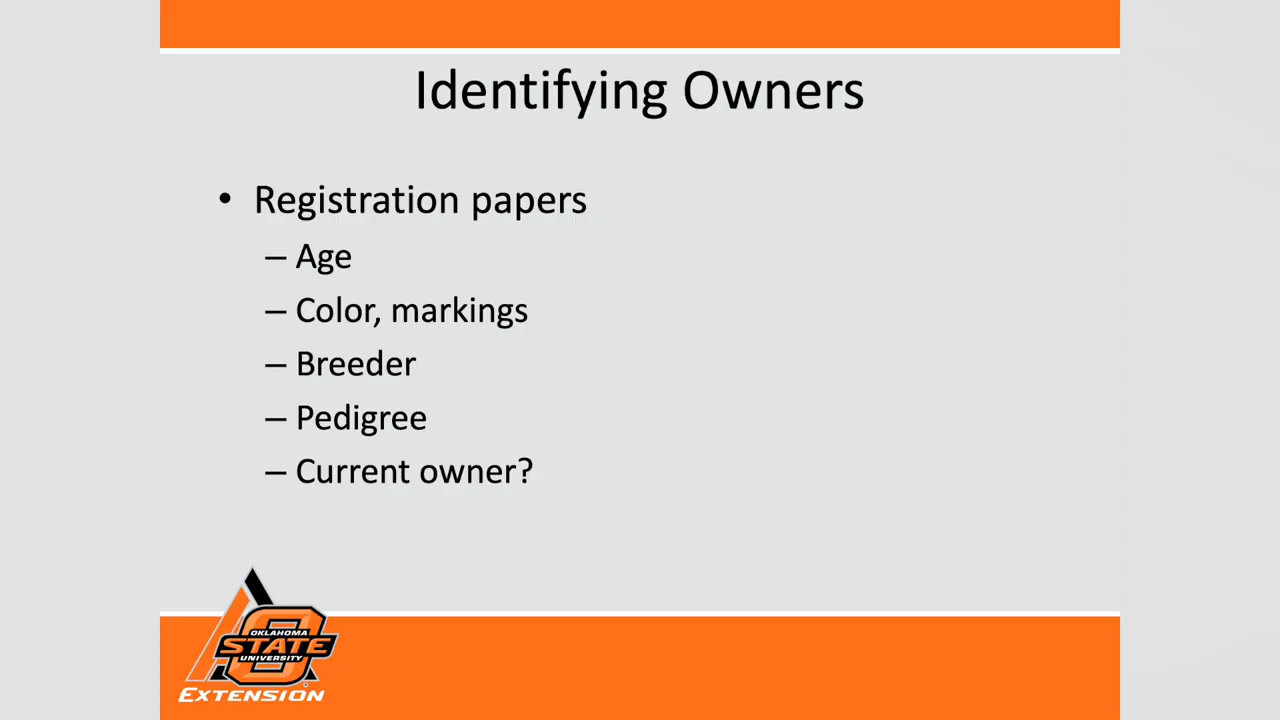 Identifying Owners
• Registration papers
– Age
– Color, markings
– Breeder
– Pedigree
– Current owner?
OKLAHOMA
STATE
UNIVERSITY
EXTENSION